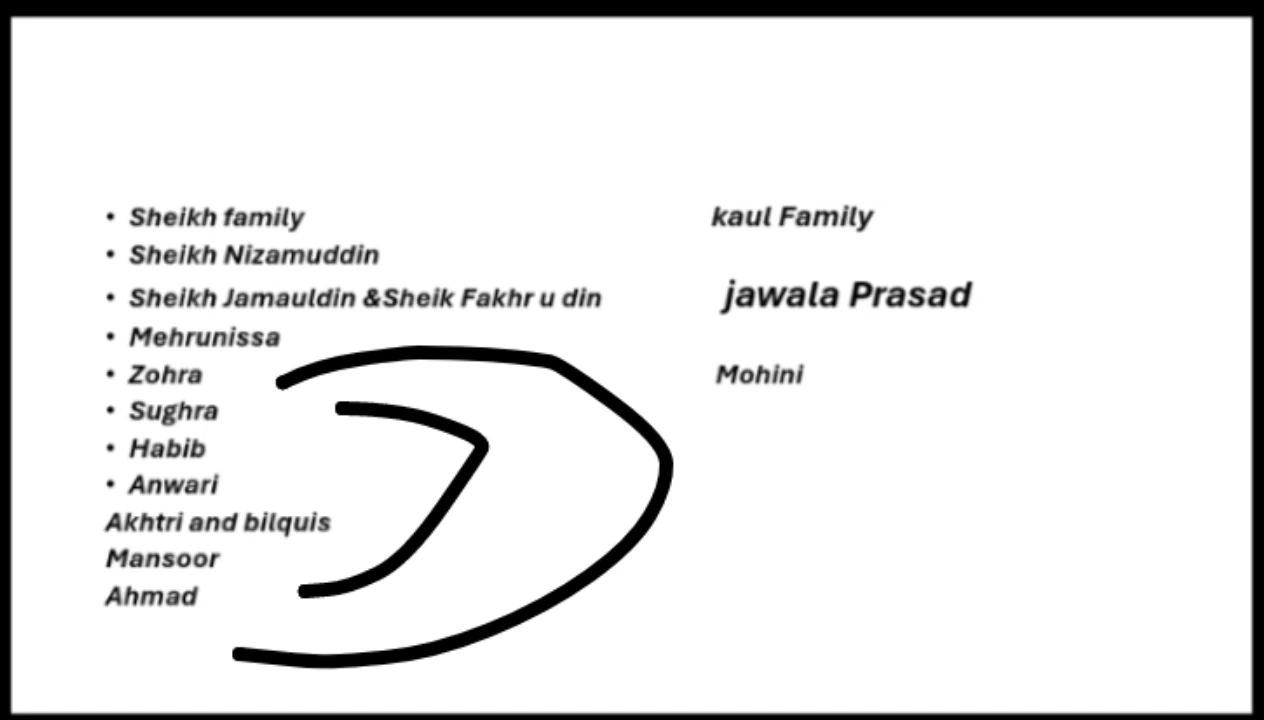 • Sheikh family
kaul Family
• Sheikh Nizamuddin
• Sheikh Jamauldin &Sheik Fakhr u din
jawala Prasad
• Mehrunissa
• Zohra
Mohini
• Sughra
• Habib
• Anwari
Akhtri and bilquis
Mansoor
Ahmad